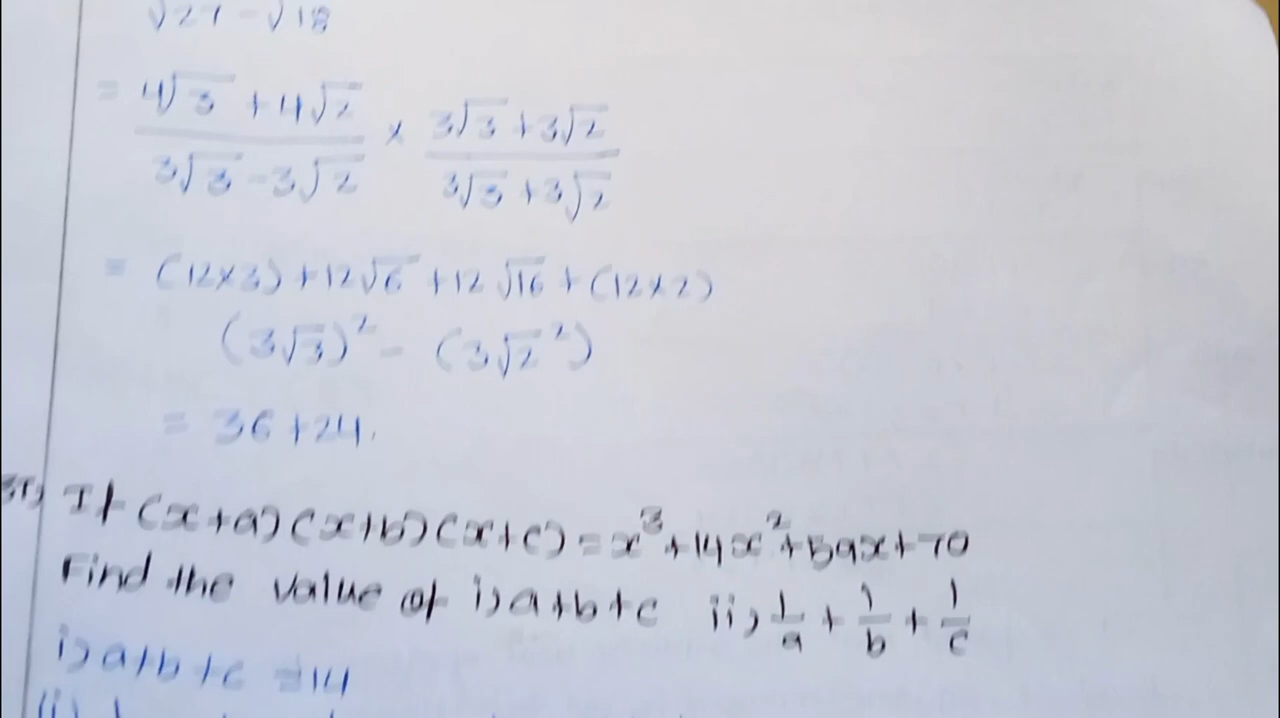 √27 - √18
= 4√3 + 4√2 / 3√3 - 3√2 × 3√3 + 3√2 / 3√3 + 3√2
= (12×3) + 12√6 + 12√16 + (12×2)
(3√3)² - (3√2²)
= 36 + 24.
If (x+a)(x+b)(x+c) = x³ + 14x² + 59x + 70
Find the value of i) a+b+c ii) 1/a + 1/b + 1/c
i) a+b+c = 14